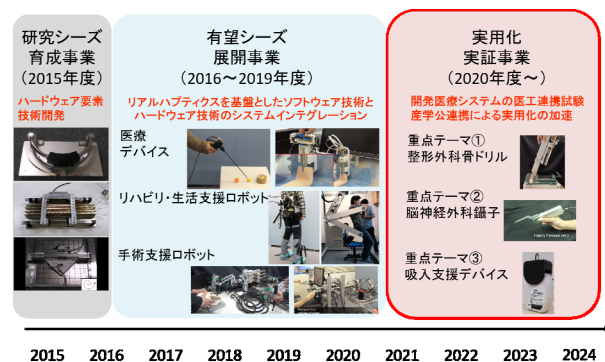 研究シーズ
育成事業
（2015年度）
ハードウェア要素
技術開発
有望シーズ
展開事業
（2016～2019年度）
リアルハプティクスを基盤としたソフトウェア技術と
ハードウェア技術のシステムインテグレーション
医療
デバイス
リハビリ・生活支援ロボット
手術支援ロボット
実用化
実証事業
（2020年度～）
開発医療システムの医工連携試験
産学公連携による実用化の加速
重点テーマ①
整形外科骨ドリル
重点テーマ②
脳神経外科鑷子
重点テーマ③
吸入支援デバイス
2015 2016 2017 2018 2019 2020 2021 2022 2023 2024